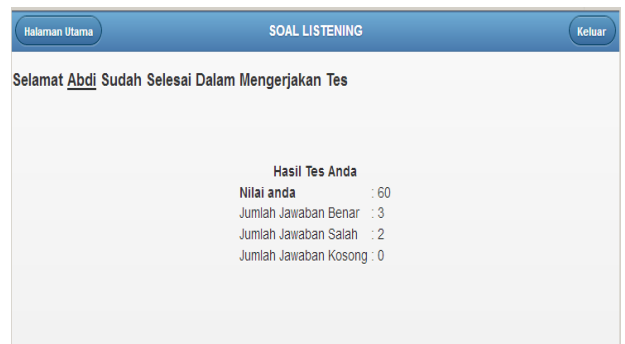 Halaman Utama SOAL LISTENING Keluar
Selamat Abdi Sudah Selesai Dalam Mengerjakan Tes
Hasil Tes Anda
Nilai anda : 60
Jumlah Jawaban Benar : 3
Jumlah Jawaban Salah : 2
Jumlah Jawaban Kosong : 0